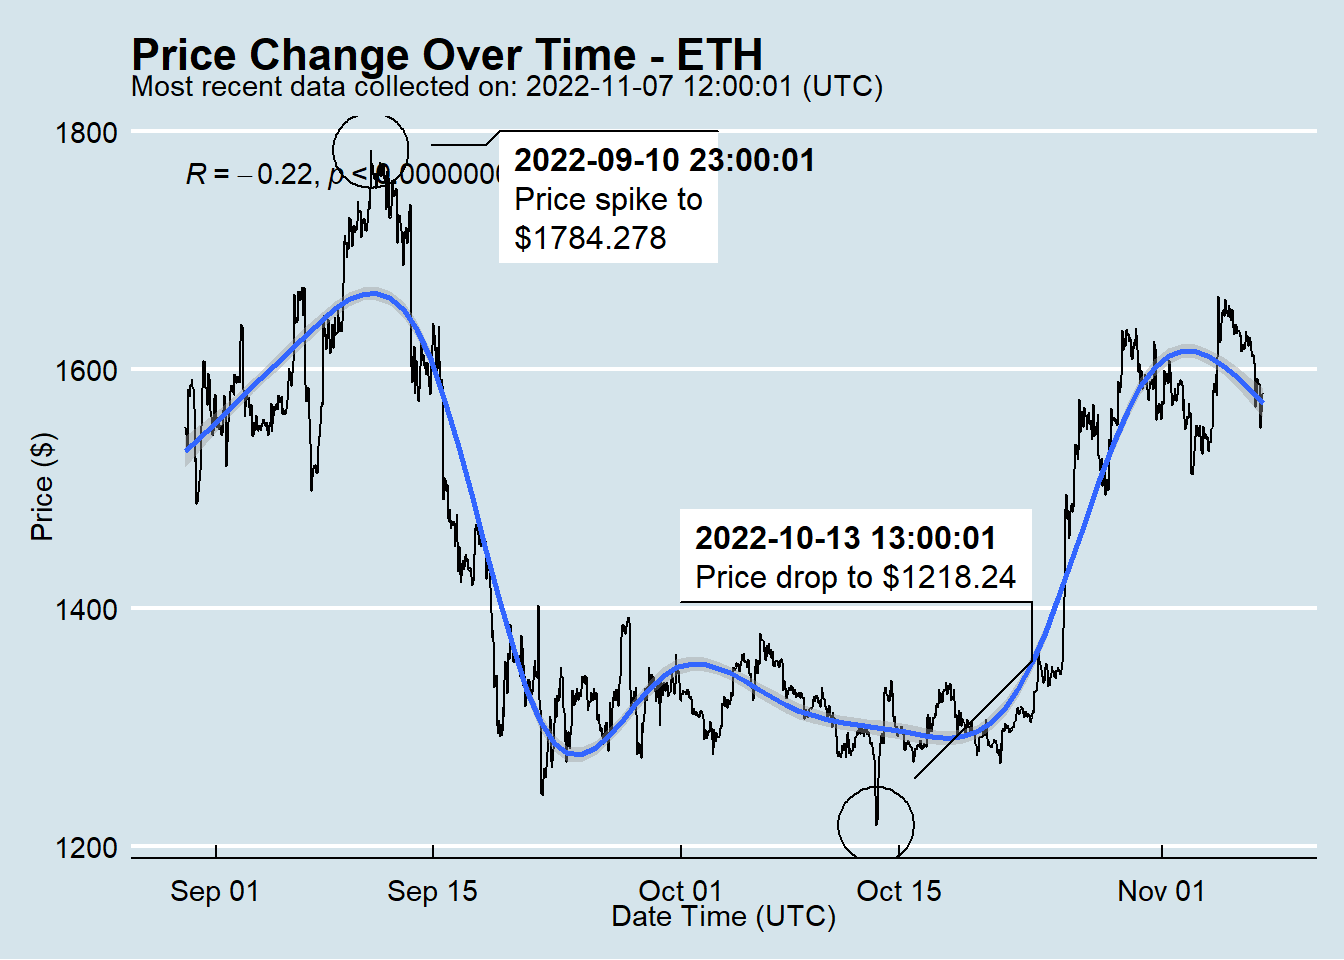 Price Change Over Time - ETH
Most recent data collected on: 2022-11-07 12:00:01 (UTC)
1800
R = −0.22, p < 0.000000
2022-09-10 23:00:01
Price spike to
$1784.278
1600
Price ($)
2022-10-13 13:00:01
Price drop to $1218.24
1400
1200
Sep 01 Sep 15 Oct 01 Oct 15 Nov 01
Date Time (UTC)